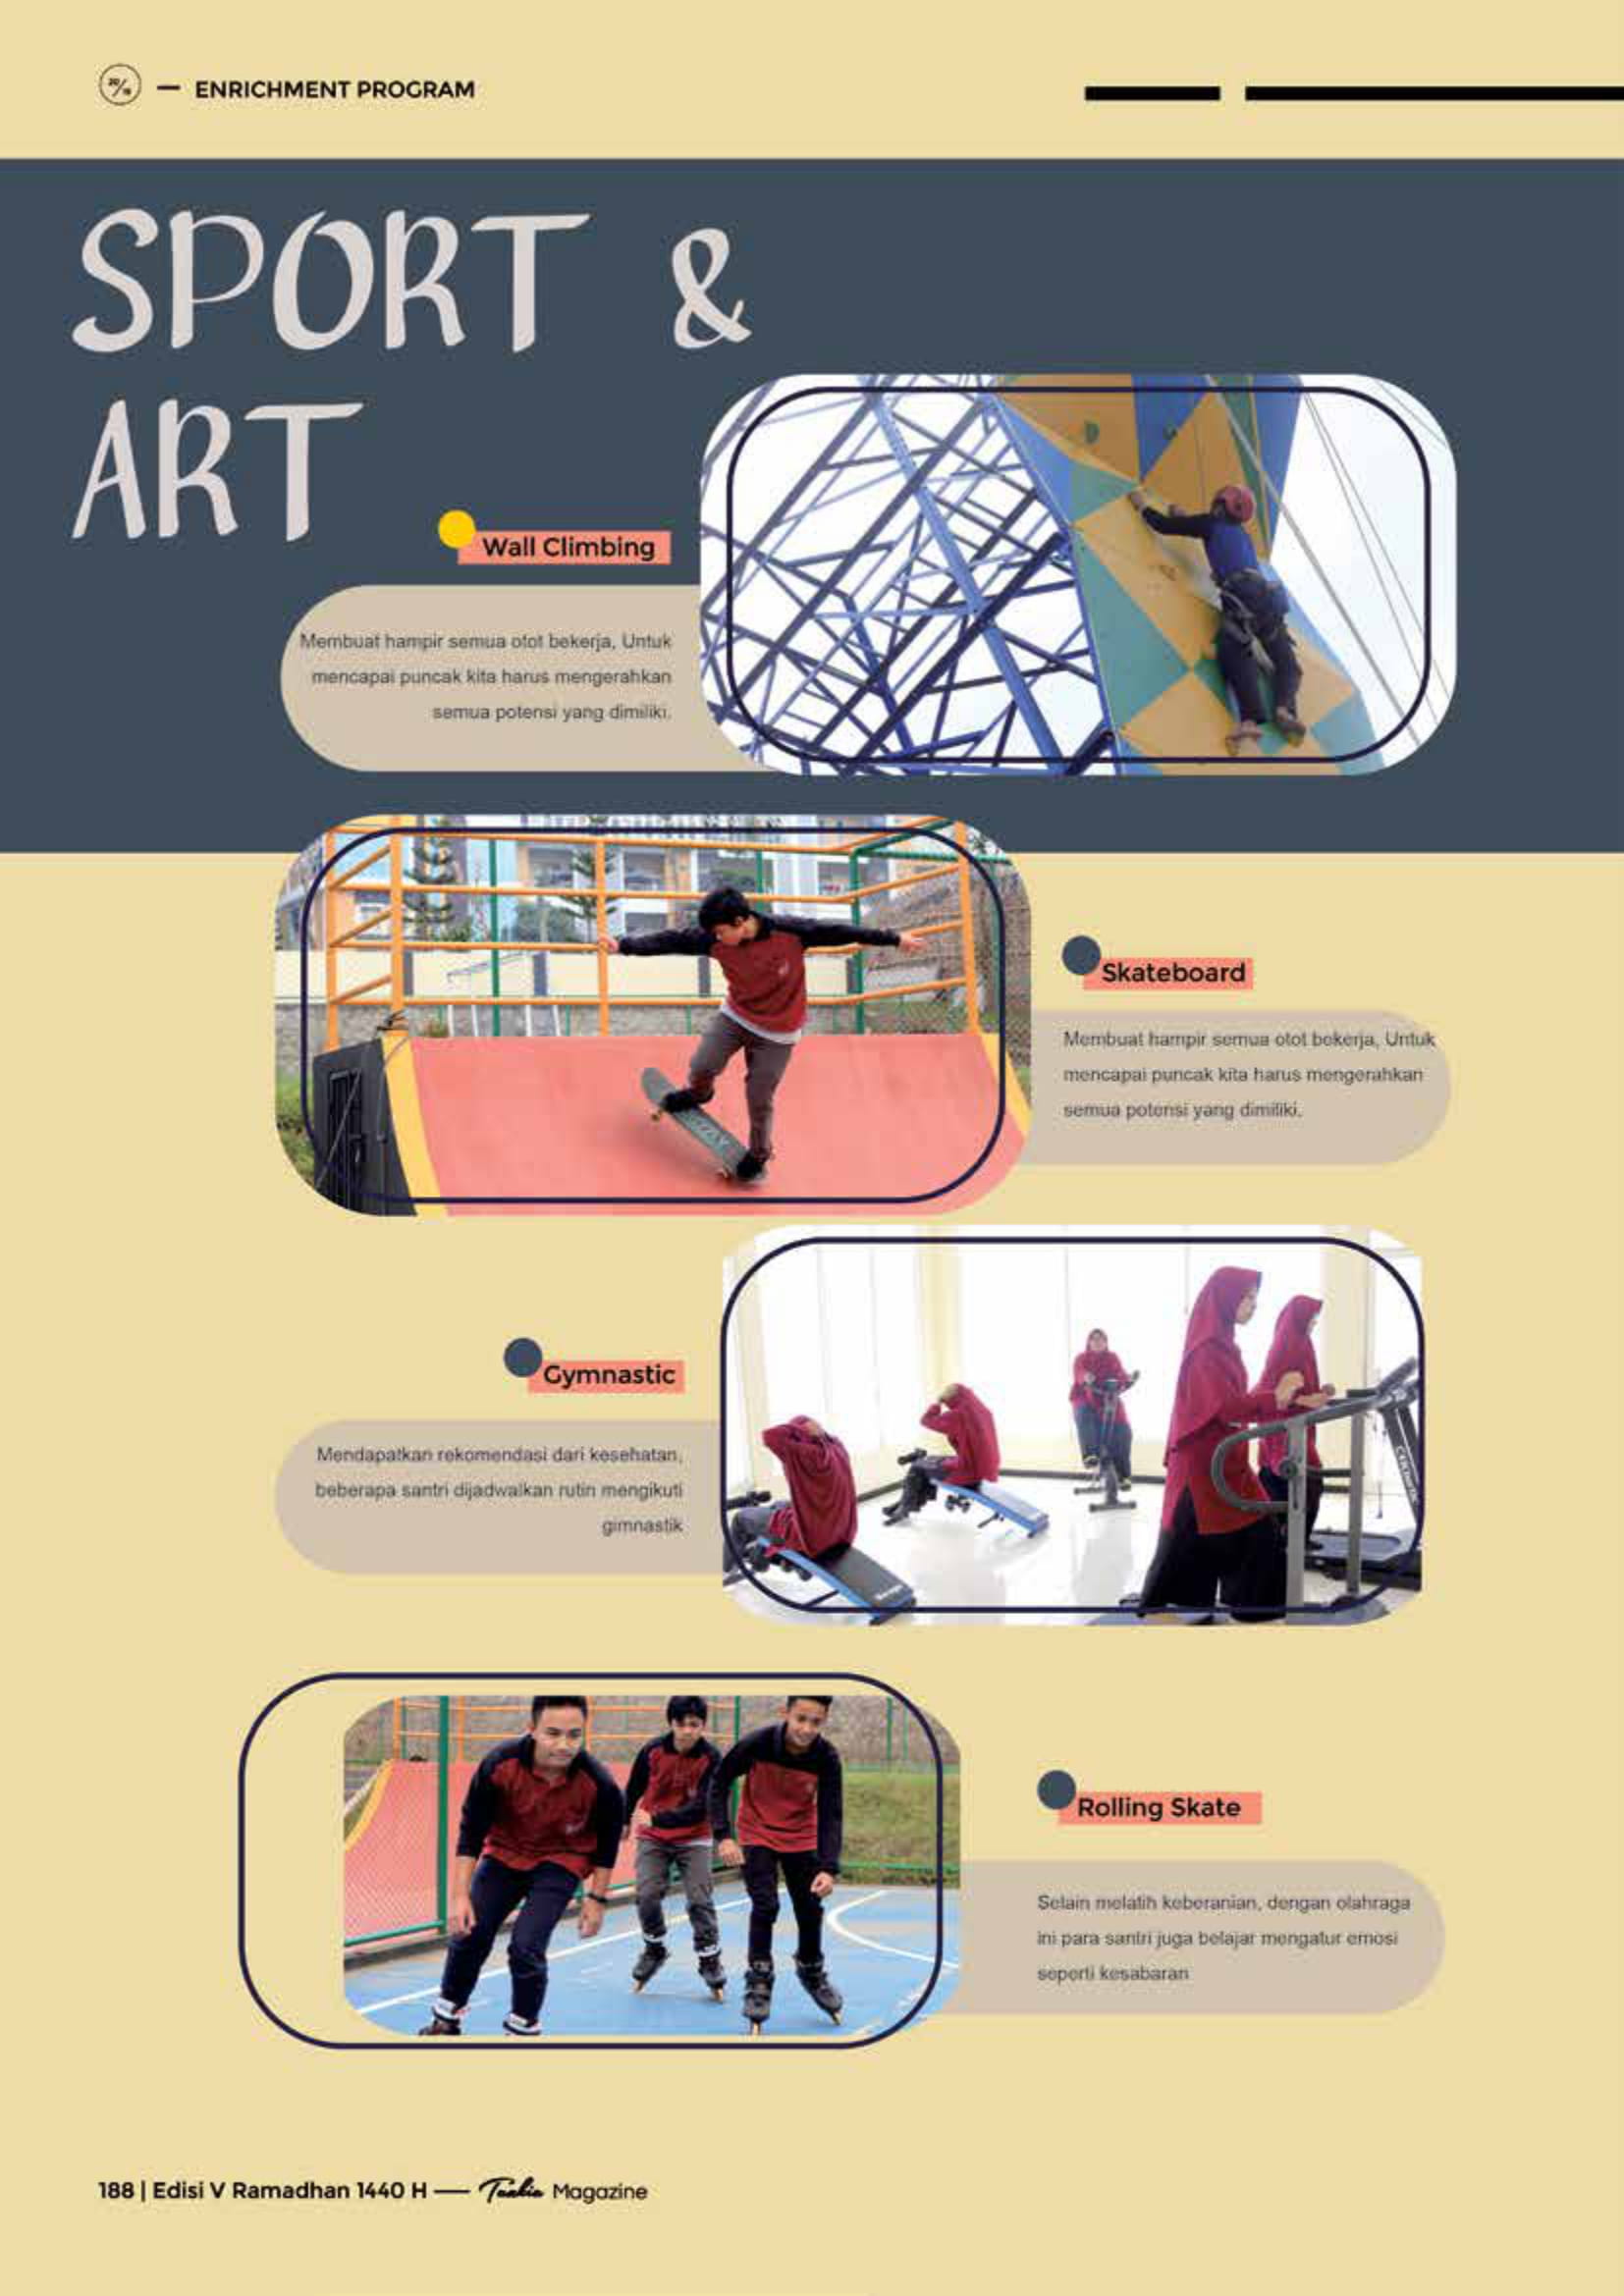 20/19 — ENRICHMENT PROGRAM
SPORT &
ART
Wall Climbing
Membuat hampir semua otot bekerja, Untuk
mencapai puncak kita harus mengerahkan
semua potensi yang dimiliki.
Skateboard
Membuat hampir semua otot bekerja, Untuk
mencapai puncak kita harus mengerahkan
semua potensi yang dimiliki.
Gymnastic
Mendapatkan rekomendasi dari kesehatan,
beberapa santri dijadwalkan rutin mengikuti
gimnastik
Rolling Skate
Selain melatih keberanian, dengan olahraga
ini para santri juga belajar mengatur emosi
seperti kesabaran
188 | Edisi V Ramadhan 1440 H — Tazkia Magazine